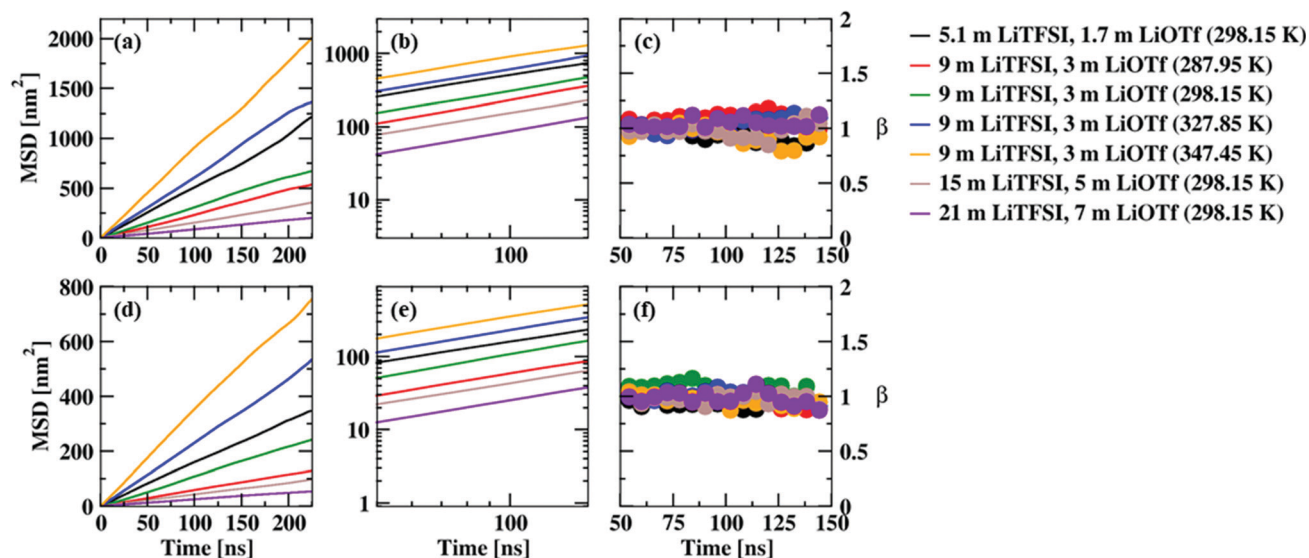 (a)
MSD [nm2]
2000
1500
1000
500
0
0 50 100 150 200
(b)
1000
100
10
100
(c)
2
1.5
1
0.5
0
β
50 75 100 125 150
5.1 m LiTFSI, 1.7 m LiOTf (298.15 K)
9 m LiTFSI, 3 m LiOTf (287.95 K)
9 m LiTFSI, 3 m LiOTf (298.15 K)
9 m LiTFSI, 3 m LiOTf (327.85 K)
9 m LiTFSI, 3 m LiOTf (347.45 K)
15 m LiTFSI, 5 m LiOTf (298.15 K)
21 m LiTFSI, 7 m LiOTf (298.15 K)
(d)
MSD [nm2]
800
600
400
200
0
0 50 100 150 200
Time [ns]
(e)
100
10
1
100
Time [ns]
(f)
2
1.5
1
0.5
0
β
50 75 100 125 150
Time [ns]